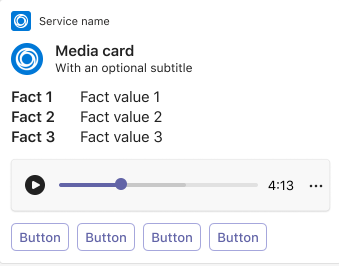 Service name
Media card
With an optional subtitle
Fact 1 Fact value 1
Fact 2 Fact value 2
Fact 3 Fact value 3
4:13 ...
Button Button Button Button